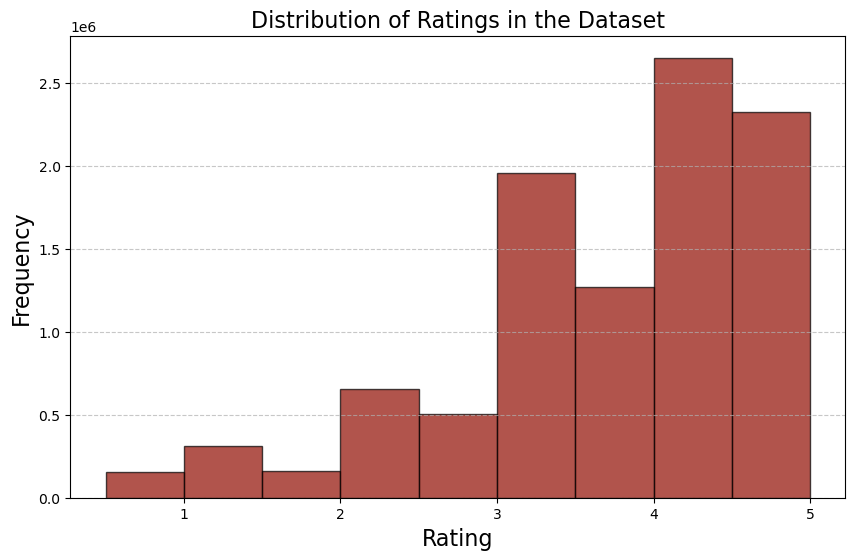 Distribution of Ratings in the Dataset
1e6
2.5
2.0
1.5
1.0
0.5
0.0
Frequency
1 2 3 4 5
Rating